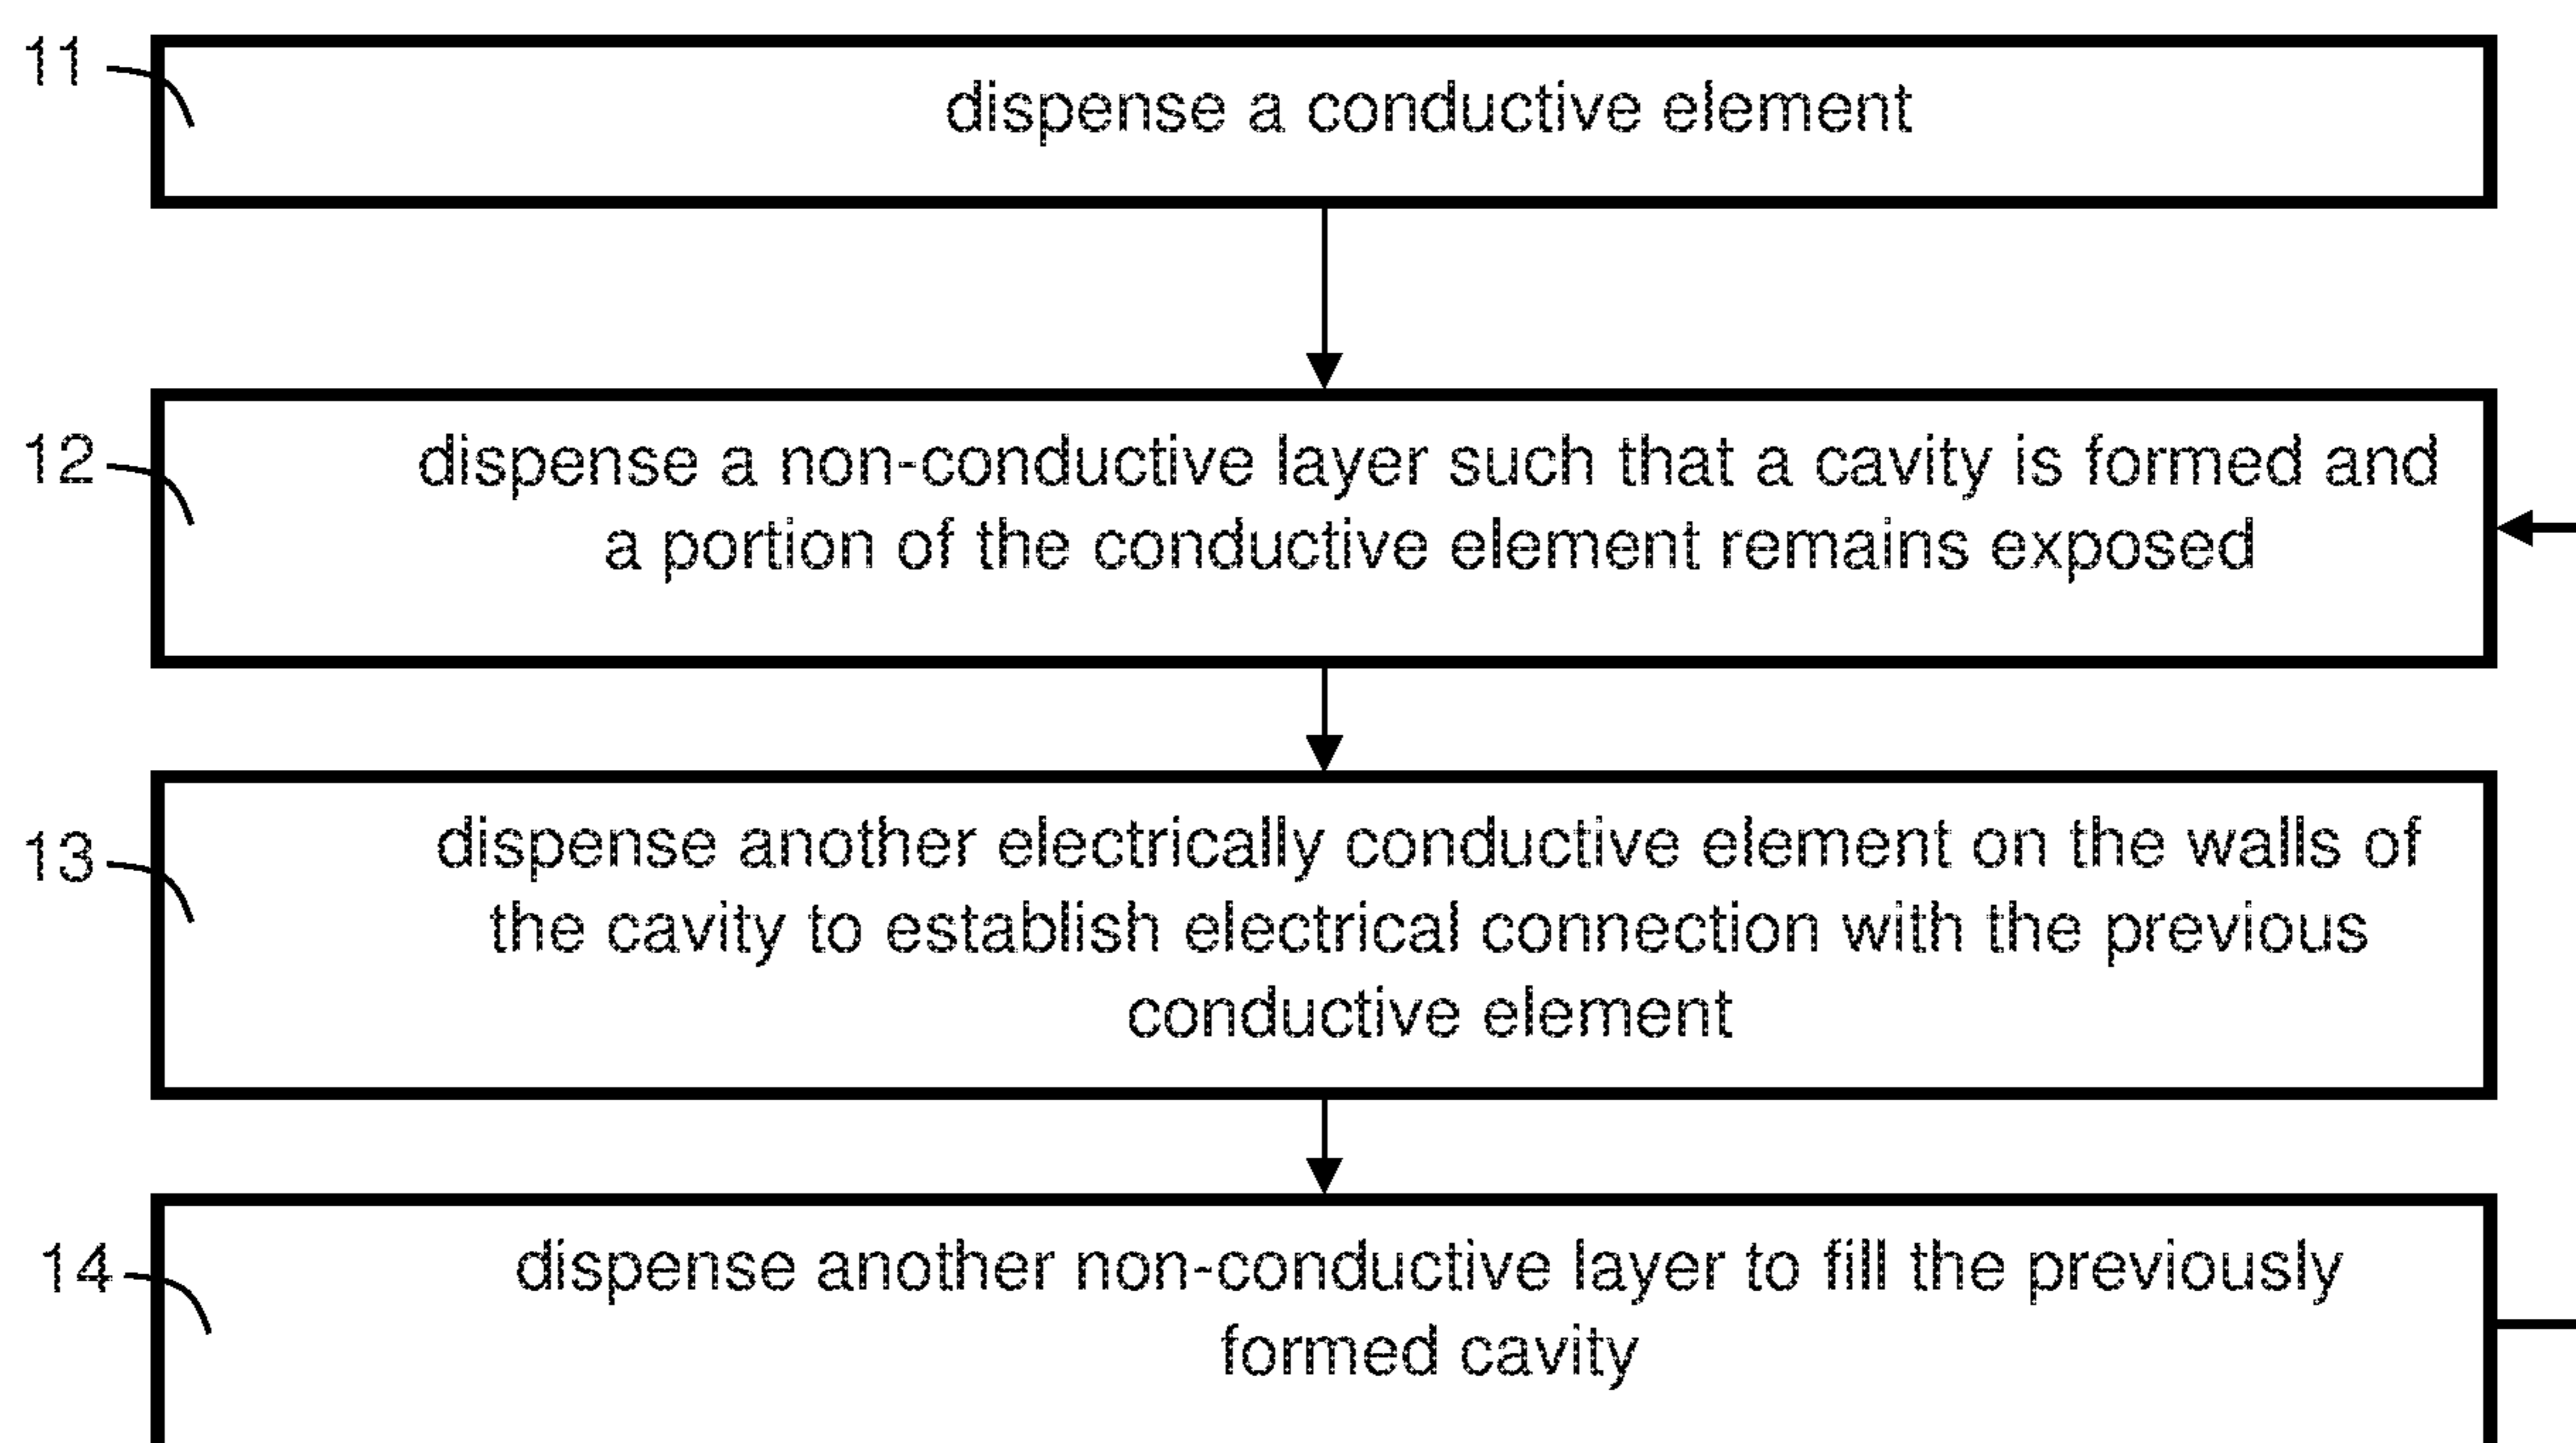 11
dispense a conductive element
12
dispense a non-conductive layer such that a cavity is formed and
a portion of the conductive element remains exposed
13
dispense another electrically conductive element on the walls of
the cavity to establish electrical connection with the previous
conductive element
14
dispense another non-conductive layer to fill the previously
formed cavity